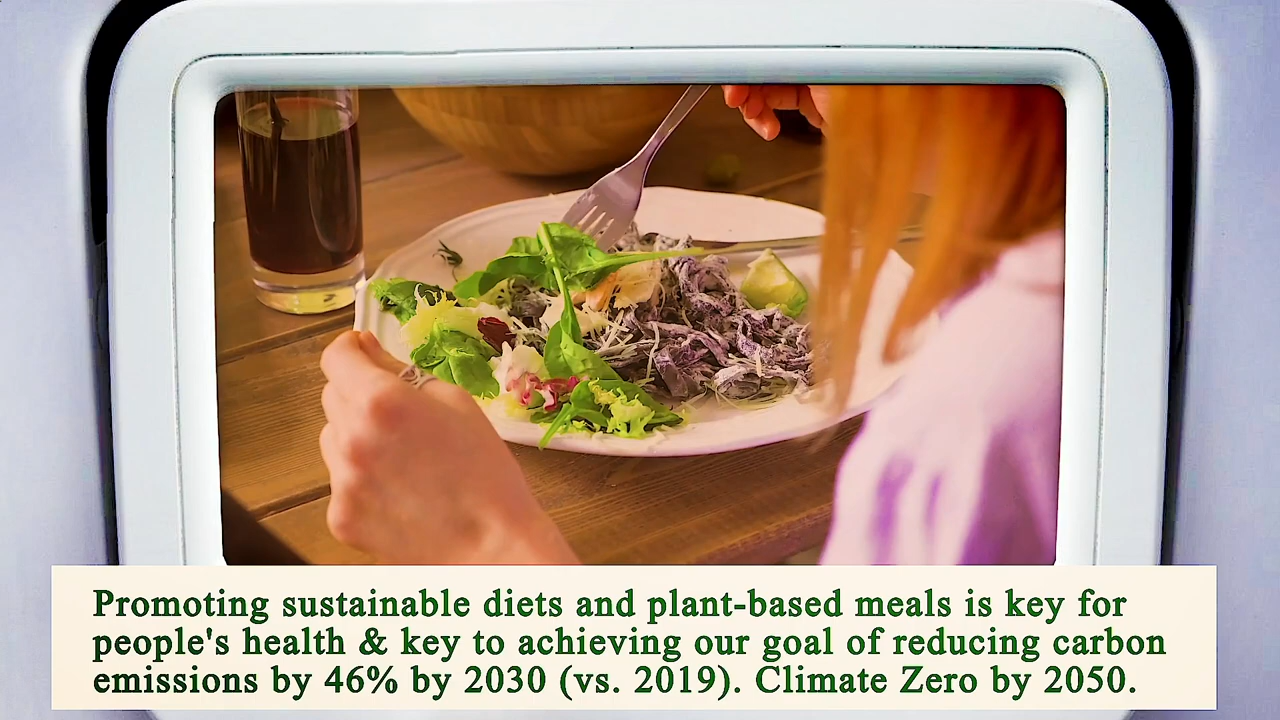 Promoting sustainable diets and plant-based meals is key for
people's health & key to achieving our goal of reducing carbon
emissions by 46% by 2030 (vs. 2019). Climate Zero by 2050.